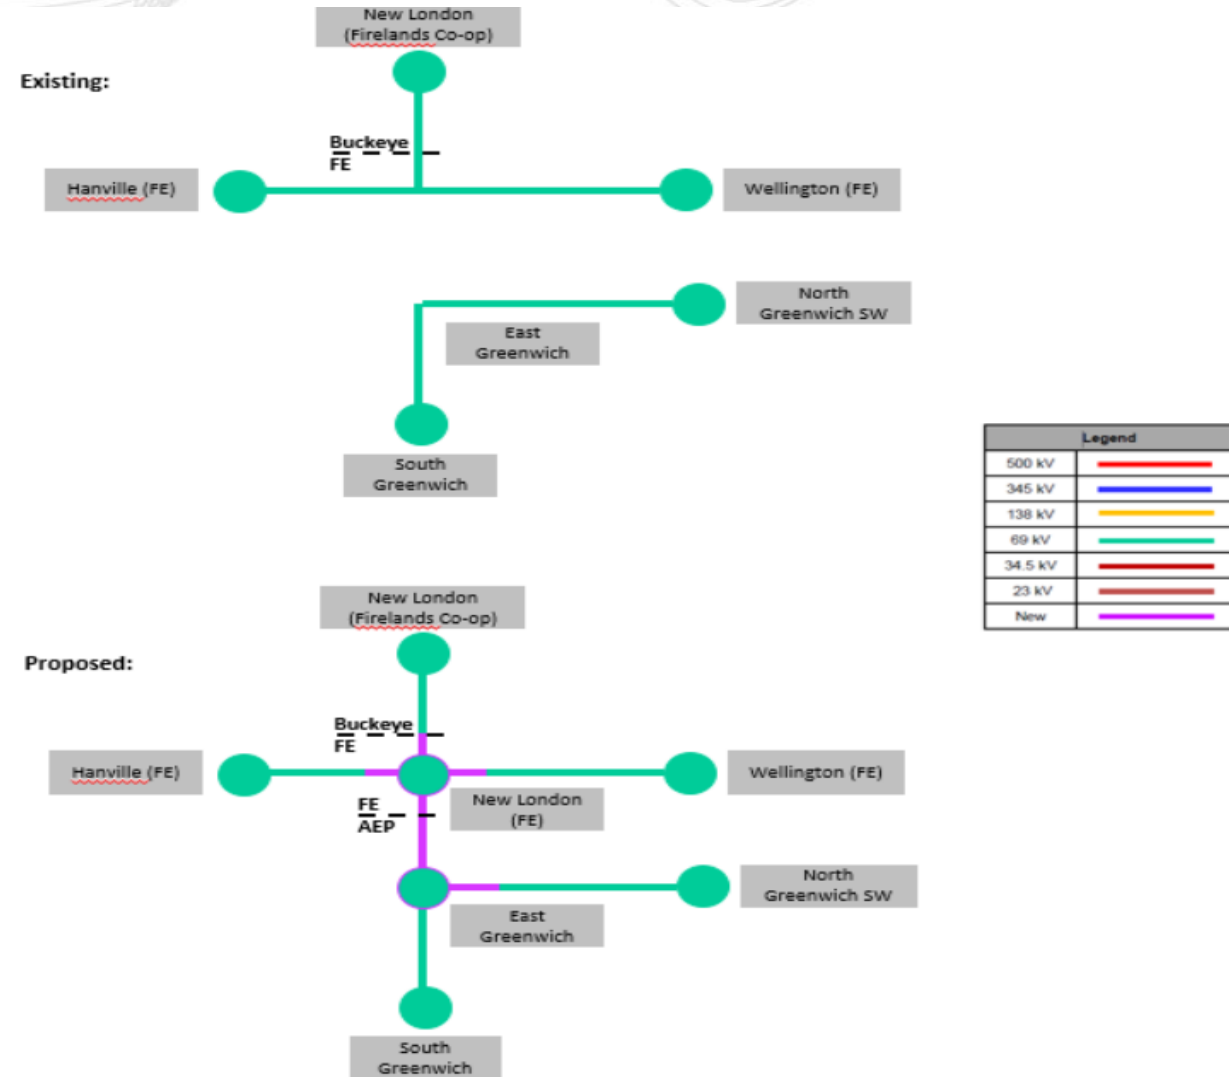 New London
(Firelands Co-op)
Existing:
Buckeye
FE
Hanville (FE)
Wellington (FE)
North
Greenwich SW
East
Greenwich
South
Greenwich
Legend
500 kV
345 kV
138 kV
69 kV
34.5 kV
23 kV
New
New London
(Firelands Co-op)
Proposed:
Buckeye
FE
Hanville (FE)
Wellington (FE)
New London
(FE)
FE
AEP
North
Greenwich SW
East
Greenwich
South
Greenwich